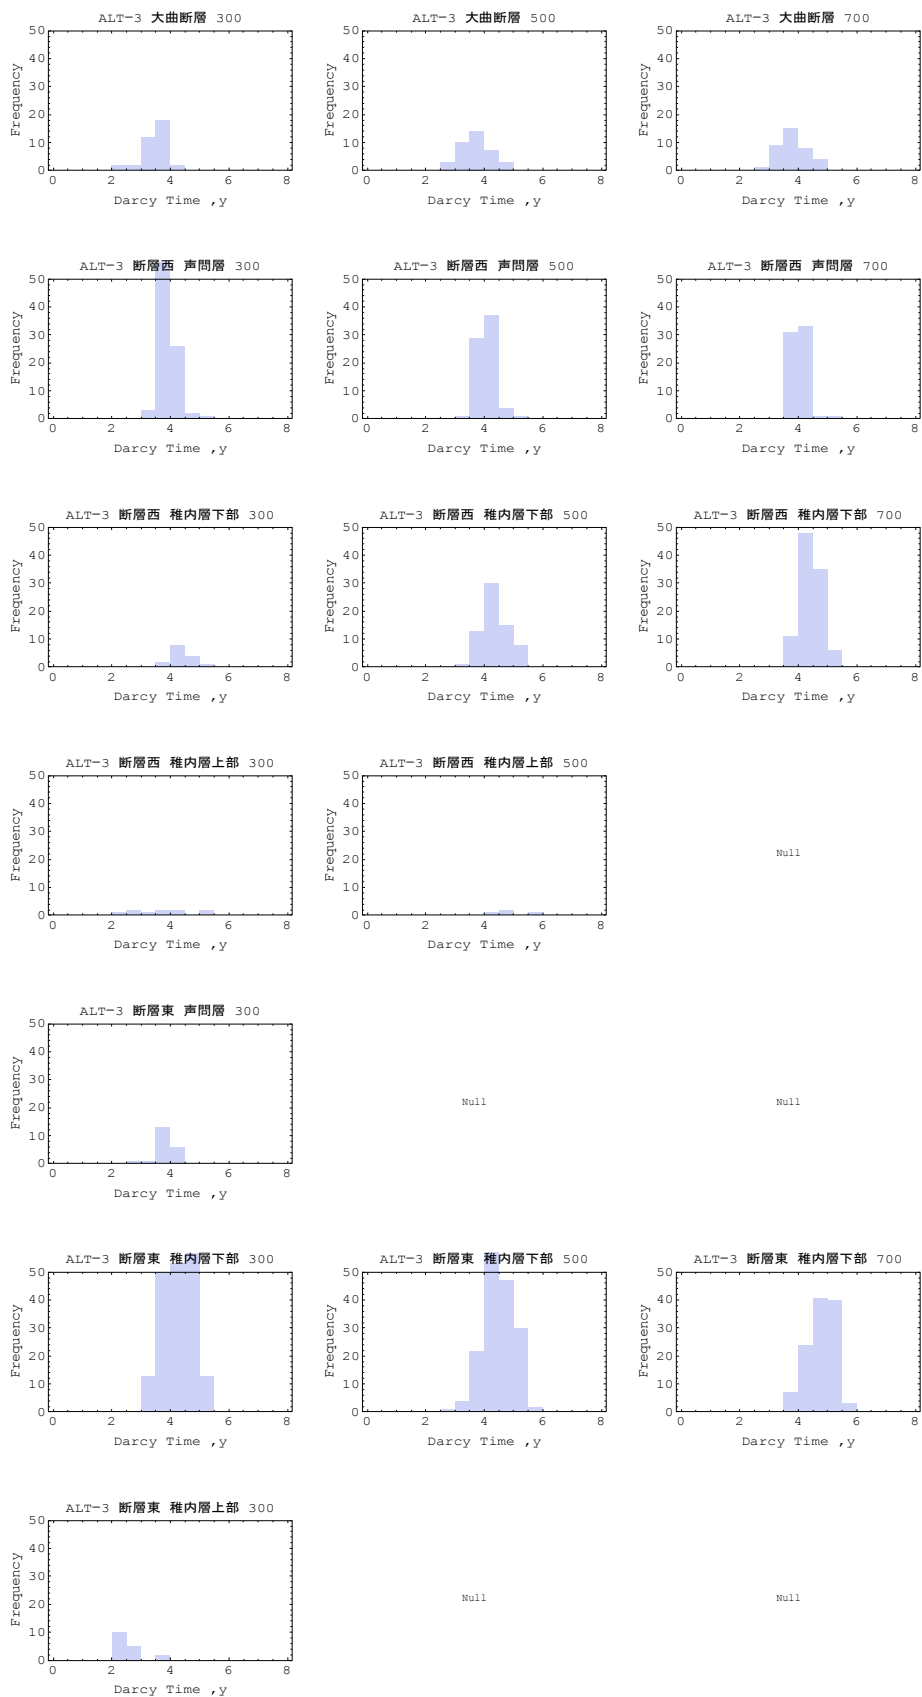 ALT-3 大曲断層 300
50
40
30
20
10
0
Frequency
0 2 4 6 8
Darcy Time ,y
ALT-3 大曲断層 500
50
40
30
20
10
0
Frequency
0 2 4 6 8
Darcy Time ,y
ALT-3 大曲断層 700
50
40
30
20
10
0
Frequency
0 2 4 6 8
Darcy Time ,y
ALT-3 断層西 声問層 300
50
40
30
20
10
0
Frequency
0 2 4 6 8
Darcy Time ,y
ALT-3 断層西 声問層 500
50
40
30
20
10
0
Frequency
0 2 4 6 8
Darcy Time ,y
ALT-3 断層西 声問層 700
50
40
30
20
10
0
Frequency
0 2 4 6 8
Darcy Time ,y
ALT-3 断層西 稚内層下部 300
50
40
30
20
10
0
Frequency
0 2 4 6 8
Darcy Time ,y
ALT-3 断層西 稚内層下部 500
50
40
30
20
10
0
Frequency
0 2 4 6 8
Darcy Time ,y
ALT-3 断層西 稚内層下部 700
50
40
30
20
10
0
Frequency
0 2 4 6 8
Darcy Time ,y
ALT-3 断層西 稚内層上部 300
50
40
30
20
10
0
Frequency
0 2 4 6 8
Darcy Time ,y
ALT-3 断層西 稚内層上部 500
50
40
30
20
10
0
Frequency
0 2 4 6 8
Darcy Time ,y
Null
ALT-3 断層東 声問層 300
50
40
30
20
10
0
Frequency
0 2 4 6 8
Darcy Time ,y
Null
Null
ALT-3 断層東 稚内層下部 300
50
40
30
20
10
0
Frequency
0 2 4 6 8
Darcy Time ,y
ALT-3 断層東 稚内層下部 500
50
40
30
20
10
0
Frequency
0 2 4 6 8
Darcy Time ,y
ALT-3 断層東 稚内層下部 700
50
40
30
20
10
0
Frequency
0 2 4 6 8
Darcy Time ,y
ALT-3 断層東 稚内層上部 300
50
40
30
20
10
0
Frequency
0 2 4 6 8
Darcy Time ,y
Null
Null